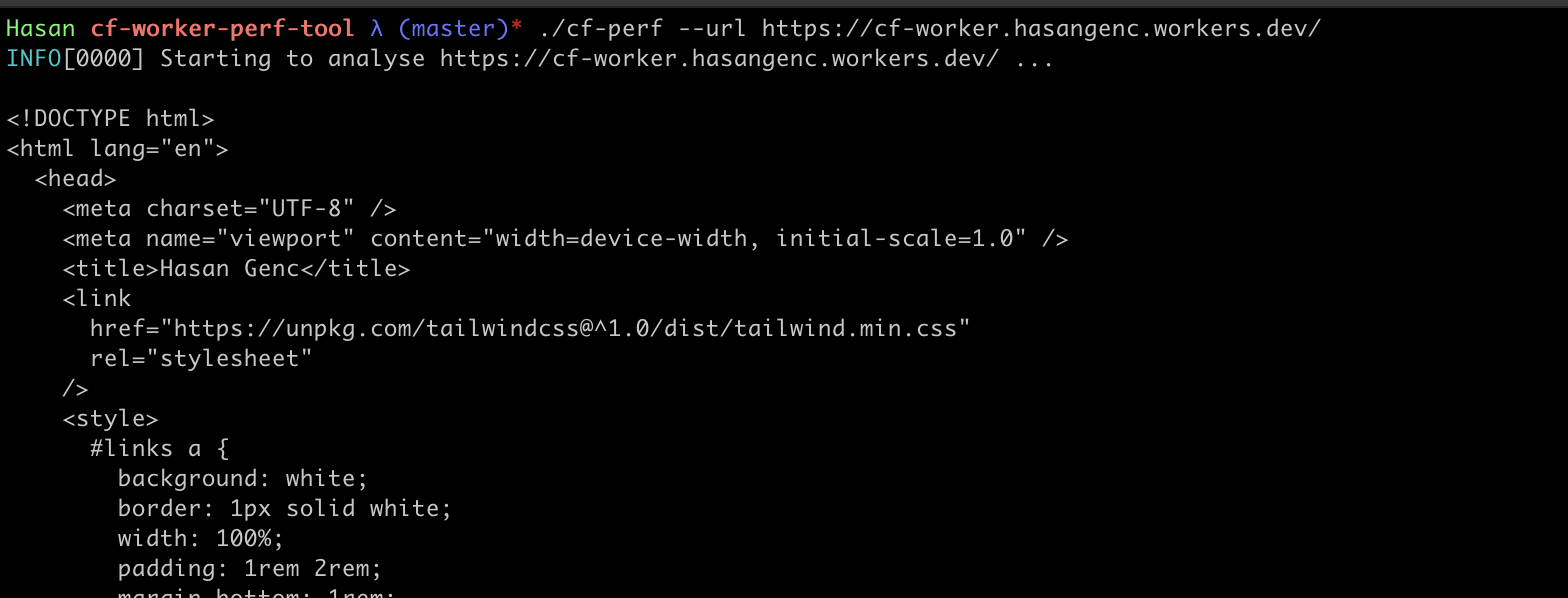 Hasan cf-worker-perf-tool λ (master)* ./cf-perf --url https://cf-worker.hasangenc.workers.dev/
INFO[0000] Starting to analyse https://cf-worker.hasangenc.workers.dev/ ...
<!DOCTYPE html>
<html lang="en">
  <head>
    <meta charset="UTF-8" />
    <meta name="viewport" content="width=device-width, initial-scale=1.0" />
    <title>Hasan Genc</title>
    <link
      href="https://unpkg.com/tailwindcss@^1.0/dist/tailwind.min.css"
      rel="stylesheet"
    />
    <style>
      #links a {
        background: white;
        border: 1px solid white;
        width: 100%;
        padding: 1rem 2rem;
        margin-bottom: 1rem;